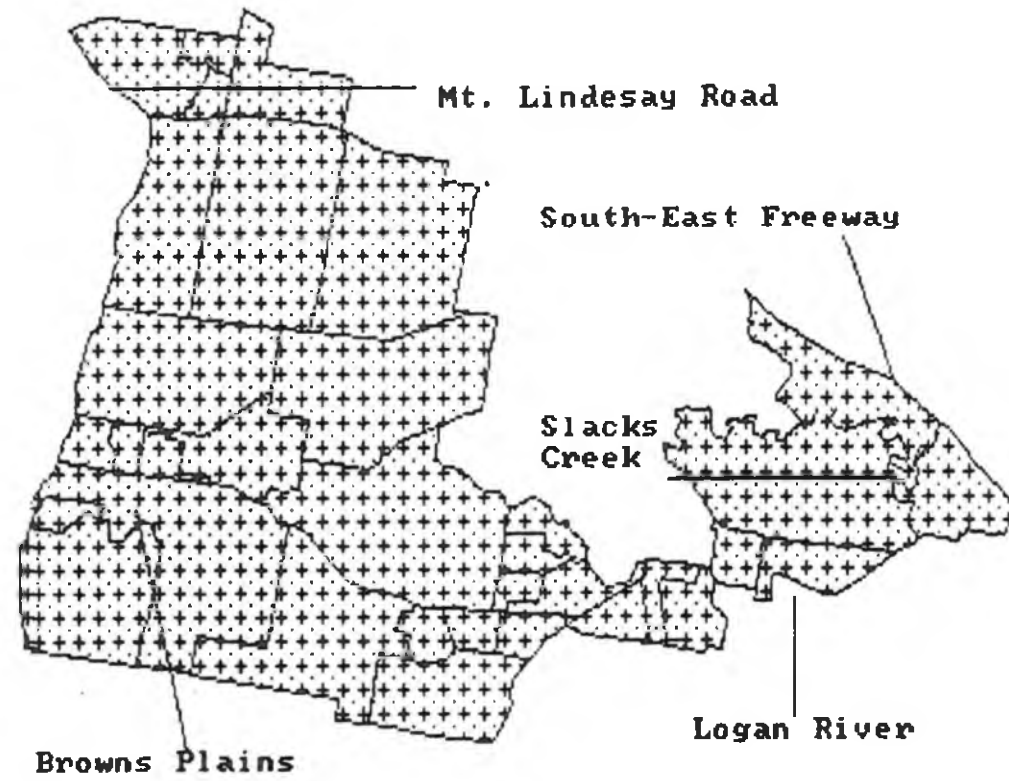 Mt. Lindesay Road
South-East Freeway
Slacks
Creek
Logan River
Browns Plains